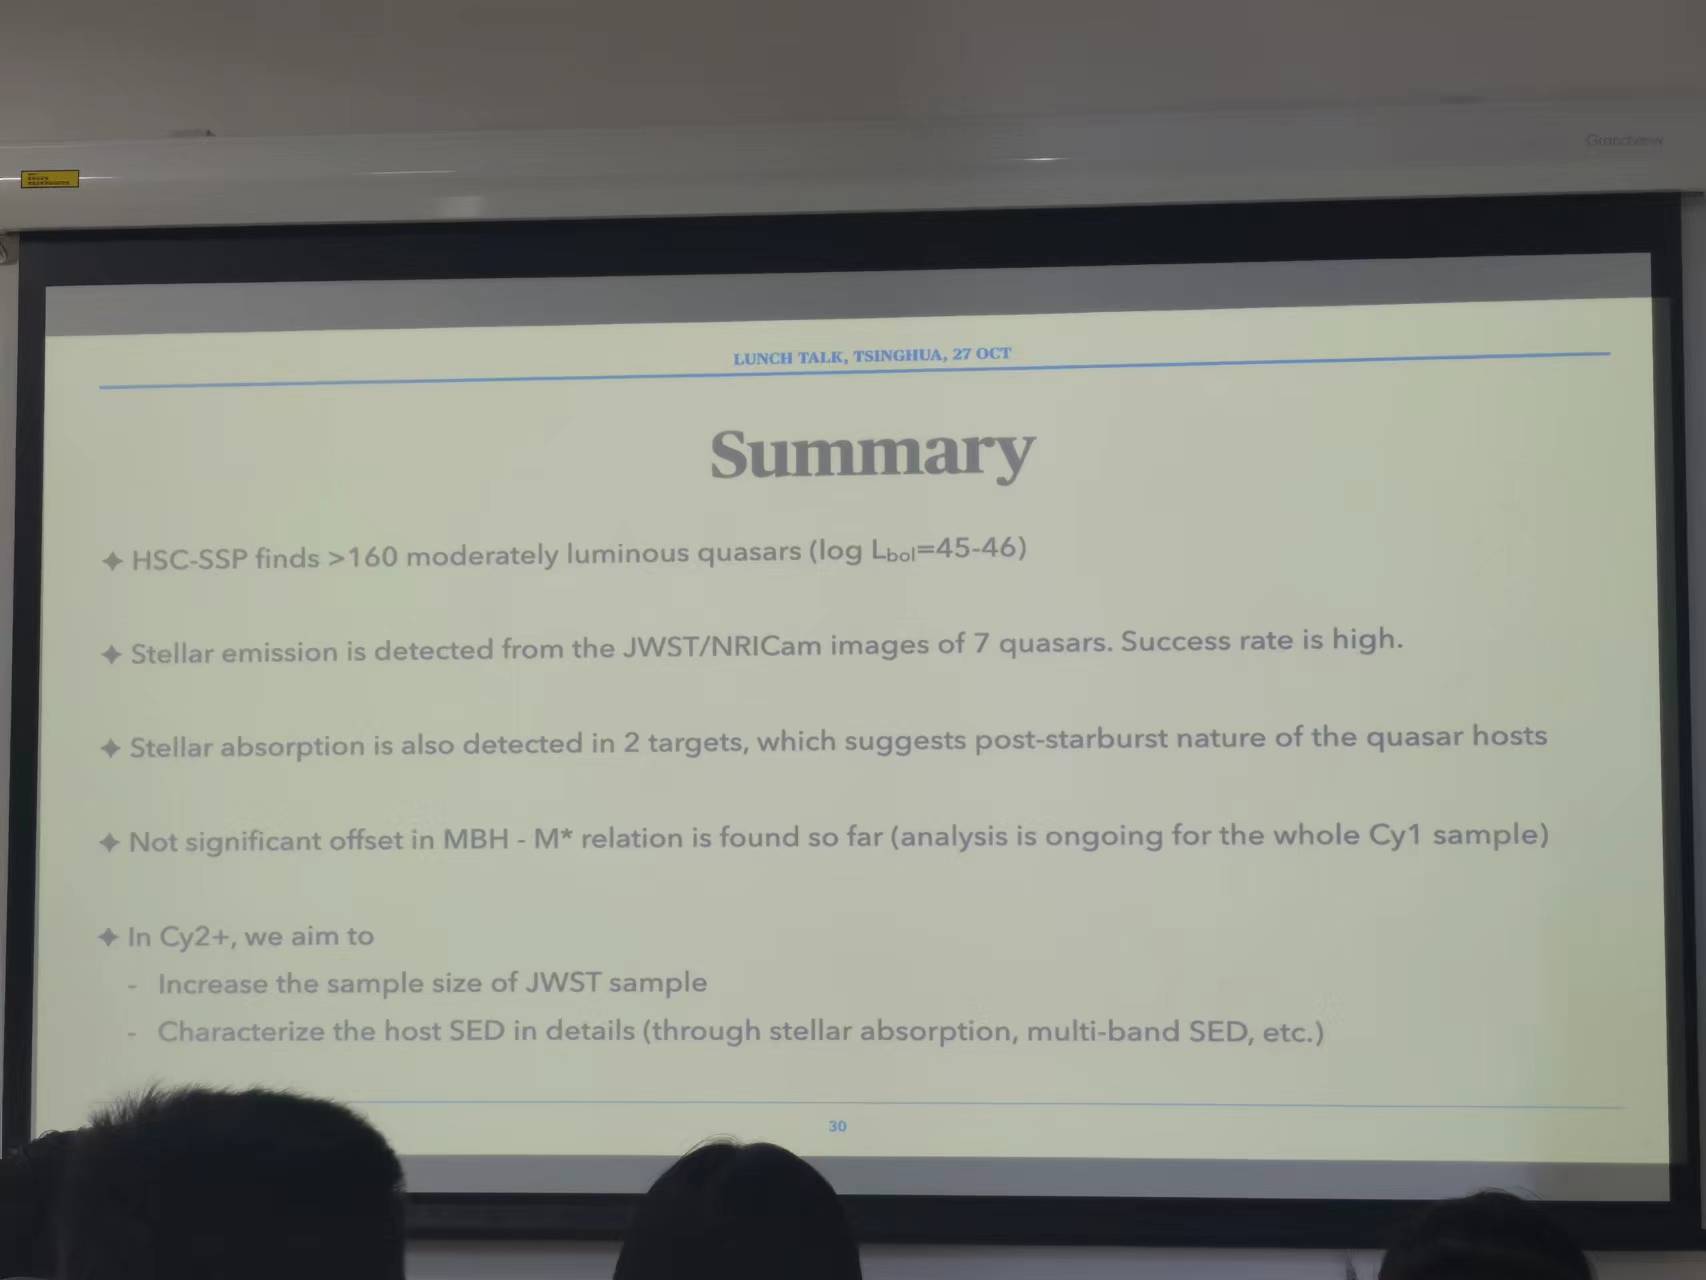 Grandview
LUNCH TALK, TSINGHUA, 27 OCT
Summary
✦ HSC-SSP finds >160 moderately luminous quasars (log Lbol=45-46)
✦ Stellar emission is detected from the JWST/NRICam images of 7 quasars. Success rate is high.
✦ Stellar absorption is also detected in 2 targets, which suggests post-starburst nature of the quasar hosts
✦ Not significant offset in MBH - M* relation is found so far (analysis is ongoing for the whole Cy1 sample)
✦ In Cy2+, we aim to
- Increase the sample size of JWST sample
- Characterize the host SED in details (through stellar absorption, multi-band SED, etc.)
30